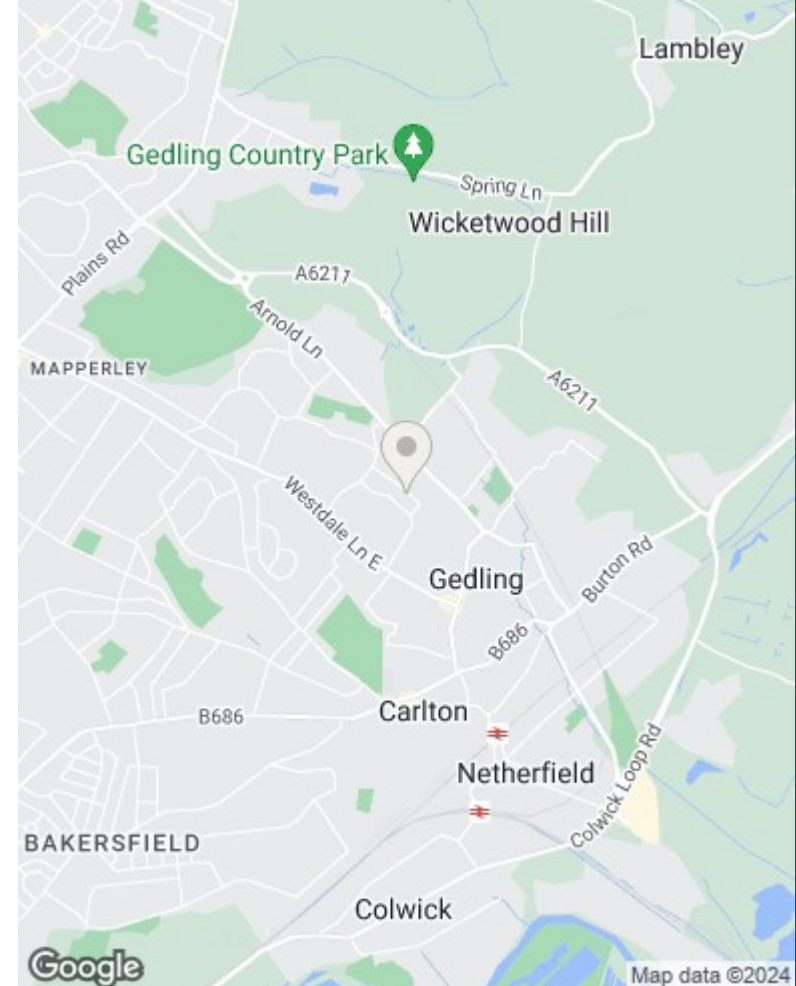 Lambley
Gedling Country Park
Spring Ln
Wicketwood Hill
Plains Rd
A6211
Arnold Ln
MAPPERLEY
A6211
Westdale Ln E
Burton Rd
Gedling
B686
Carlton
B686
Netherfield
Colwick Loop Rd
BAKERSFIELD
Colwick
Google
Map data ©2024